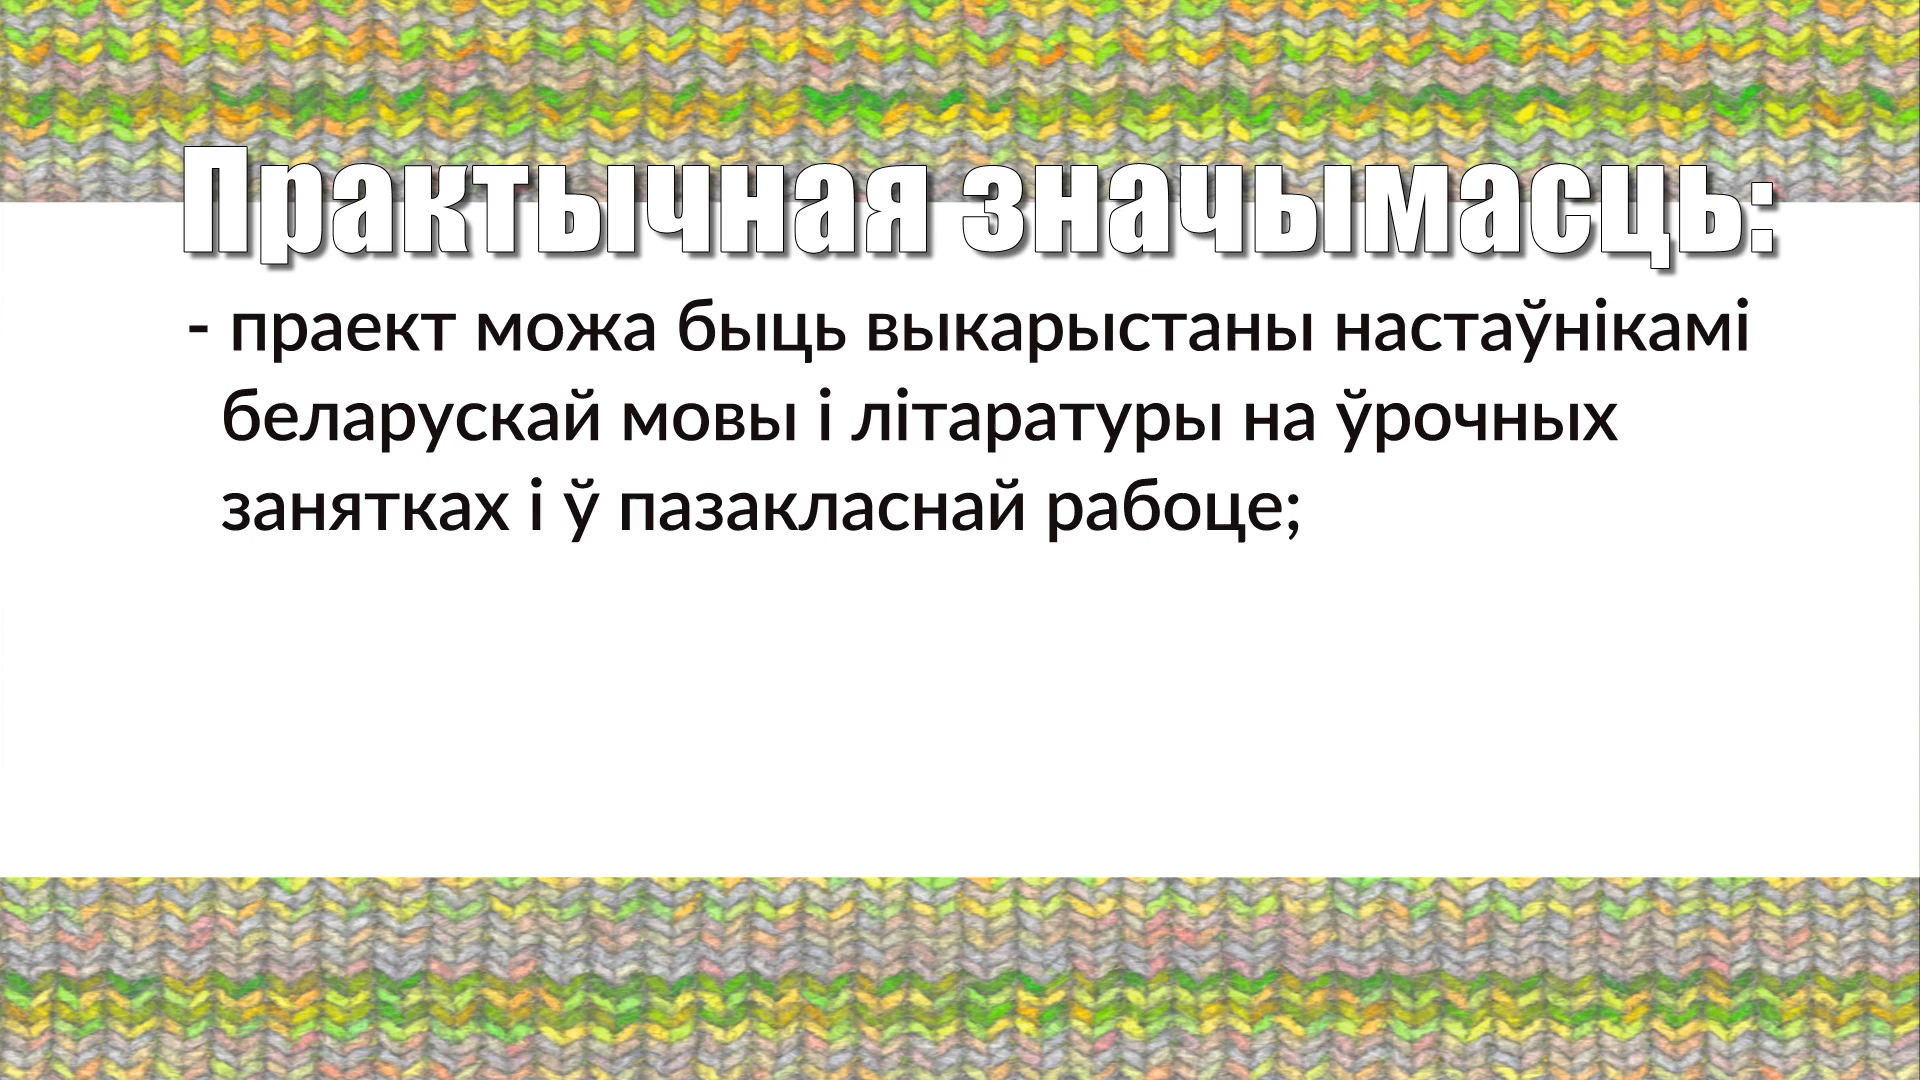 Практычная значымасць:
- праект можа быць выкарыстаны настаўнікамі
беларускай мовы і літаратуры на ўрочных
занятках і ў пазакласнай рабоце;